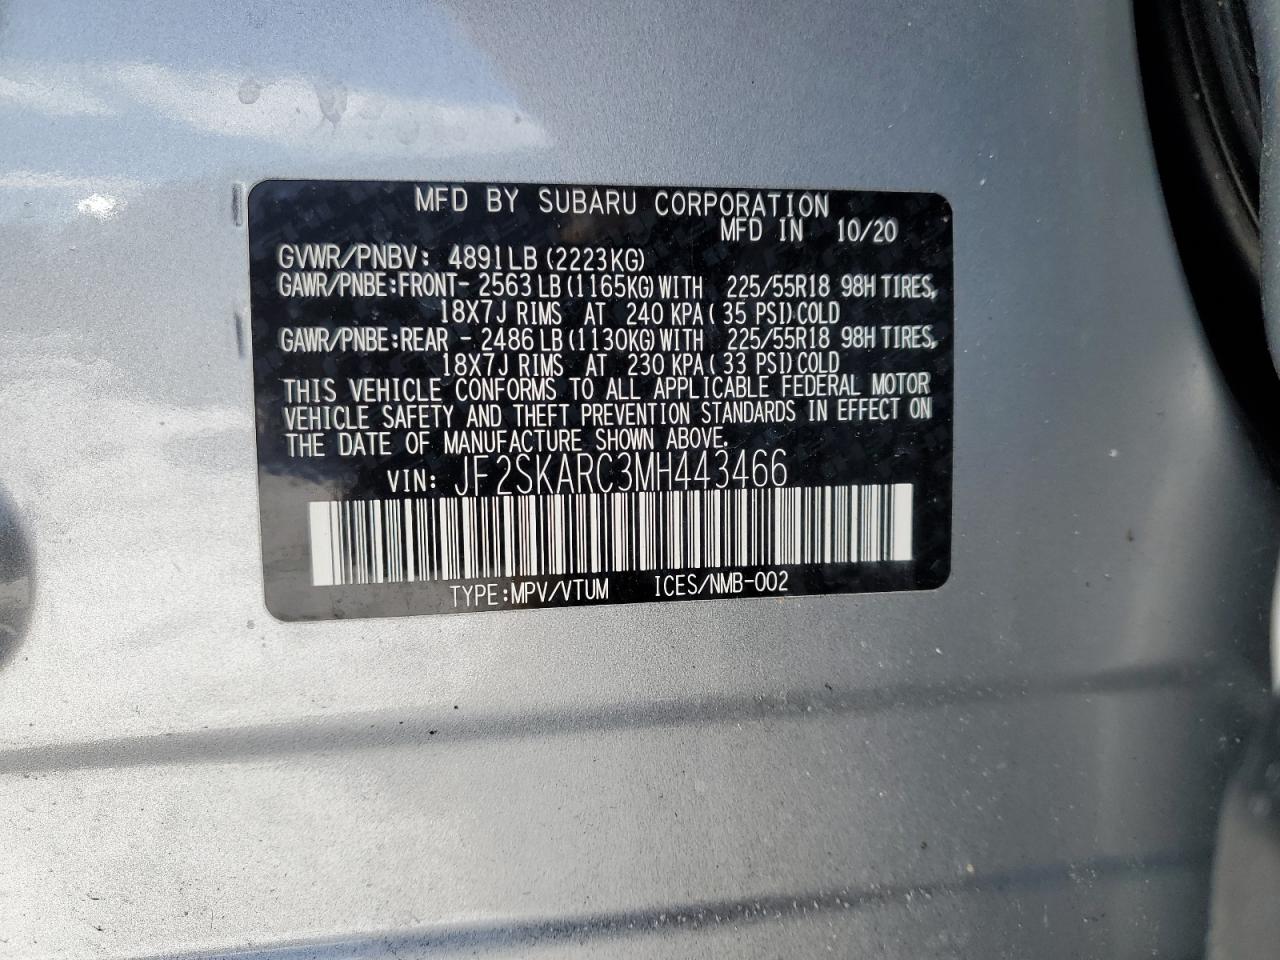 MFD BY SUBARU CORPORATION
MFD IN 10/20
GVWR/PNBV: 4891LB (2223KG)
GAWR/PNBE:FRONT- 2563LB (1165KG)WITH 225/55R18 98H TIRES,
18X7J RIMS AT 240 KPA( 35 PSI)COLD
GAWR/PNBE:REAR - 2486LB (1130KG)WITH 225/55R18 98H TIRES,
18X7J RIMS AT 230 KPA( 33 PSI)COLD
THIS VEHICLE CONFORMS TO ALL APPLICABLE FEDERAL MOTOR
VEHICLE SAFETY AND THEFT PREVENTION STANDARDS IN EFFECT ON
THE DATE OF MANUFACTURE SHOWN ABOVE.
VIN: JF2SKARC3MH443466
TYPE:MPV/VTUM ICES/NMB-002